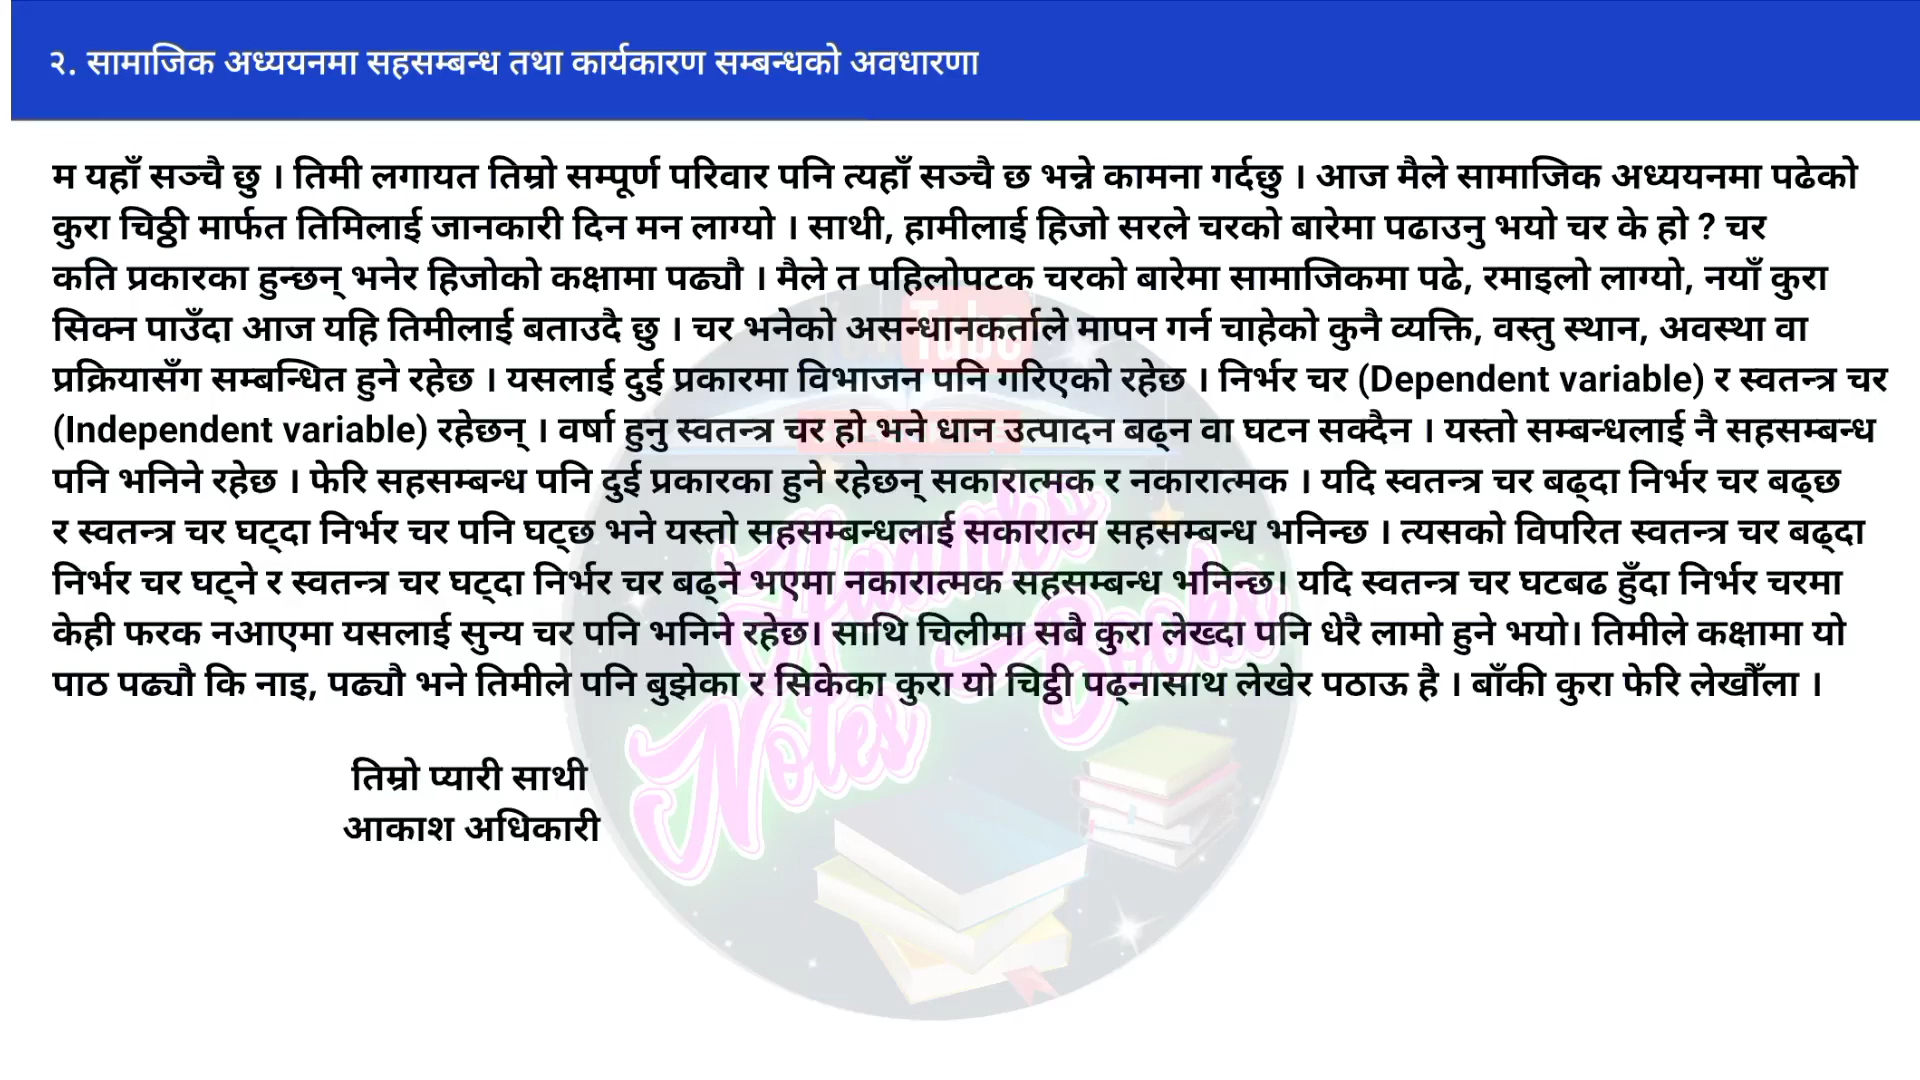 २. सामाजिक अध्ययनमा सहसम्बन्ध तथा कार्यकारण सम्बन्धको अवधारणा
म यहाँ सञ्चै छु । तिमी लगायत तिम्रो सम्पूर्ण परिवार पनि त्यहाँ सञ्चै छ भन्ने कामना गर्दछु । आज मैले सामाजिक अध्ययनमा पढेको
कुरा चिठ्ठी मार्फत तिमिलाई जानकारी दिन मन लाग्यो । साथी, हामीलाई हिजो सरले चरको बारेमा पढाउनु भयो चर के हो ? चर
कति प्रकारका हुन्छन् भनेर हिजोको कक्षामा पढ्यौ । मैले त पहिलोपटक चरको बारेमा सामाजिकमा पढे, रमाइलो लाग्यो, नयाँ कुरा
सिक्न पाउँदा आज यहि तिमीलाई बताउदै छु । चर भनेको असन्धानकर्ताले मापन गर्न चाहेको कुनै व्यक्ति, वस्तु स्थान, अवस्था वा
प्रक्रियासँग सम्बन्धित हुने रहेछ । यसलाई दुई प्रकारमा विभाजन पनि गरिएको रहेछ । निर्भर चर (Dependent variable) र स्वतन्त्र चर
(Independent variable) रहेछन् । वर्षा हुनु स्वतन्त्र चर हो भने धान उत्पादन बढ्न वा घटन सक्दैन । यस्तो सम्बन्धलाई नै सहसम्बन्ध
पनि भनिने रहेछ । फेरि सहसम्बन्ध पनि दुई प्रकारका हुने रहेछन् सकारात्मक र नकारात्मक । यदि स्वतन्त्र चर बढ्दा निर्भर चर बढ्छ
र स्वतन्त्र चर घट्दा निर्भर चर पनि घट्छ भने यस्तो सहसम्बन्धलाई सकारात्म सहसम्बन्ध भनिन्छ । त्यसको विपरित स्वतन्त्र चर बढ्दा
निर्भर चर घट्ने र स्वतन्त्र चर घट्दा निर्भर चर बढ्ने भएमा नकारात्मक सहसम्बन्ध भनिन्छ। यदि स्वतन्त्र चर घटबढ हुँदा निर्भर चरमा
केही फरक नआएमा यसलाई सुन्य चर पनि भनिने रहेछ। साथि चिलीमा सबै कुरा लेख्दा पनि धेरै लामो हुने भयो। तिमीले कक्षामा यो
पाठ पढ्यौ कि नाइ, पढ्यौ भने तिमीले पनि बुझेका र सिकेका कुरा यो चिट्ठी पढ्नासाथ लेखेर पठाऊ है । बाँकी कुरा फेरि लेखौँला ।
तिम्रो प्यारी साथी
आकाश अधिकारी
Tube
Notes
Books